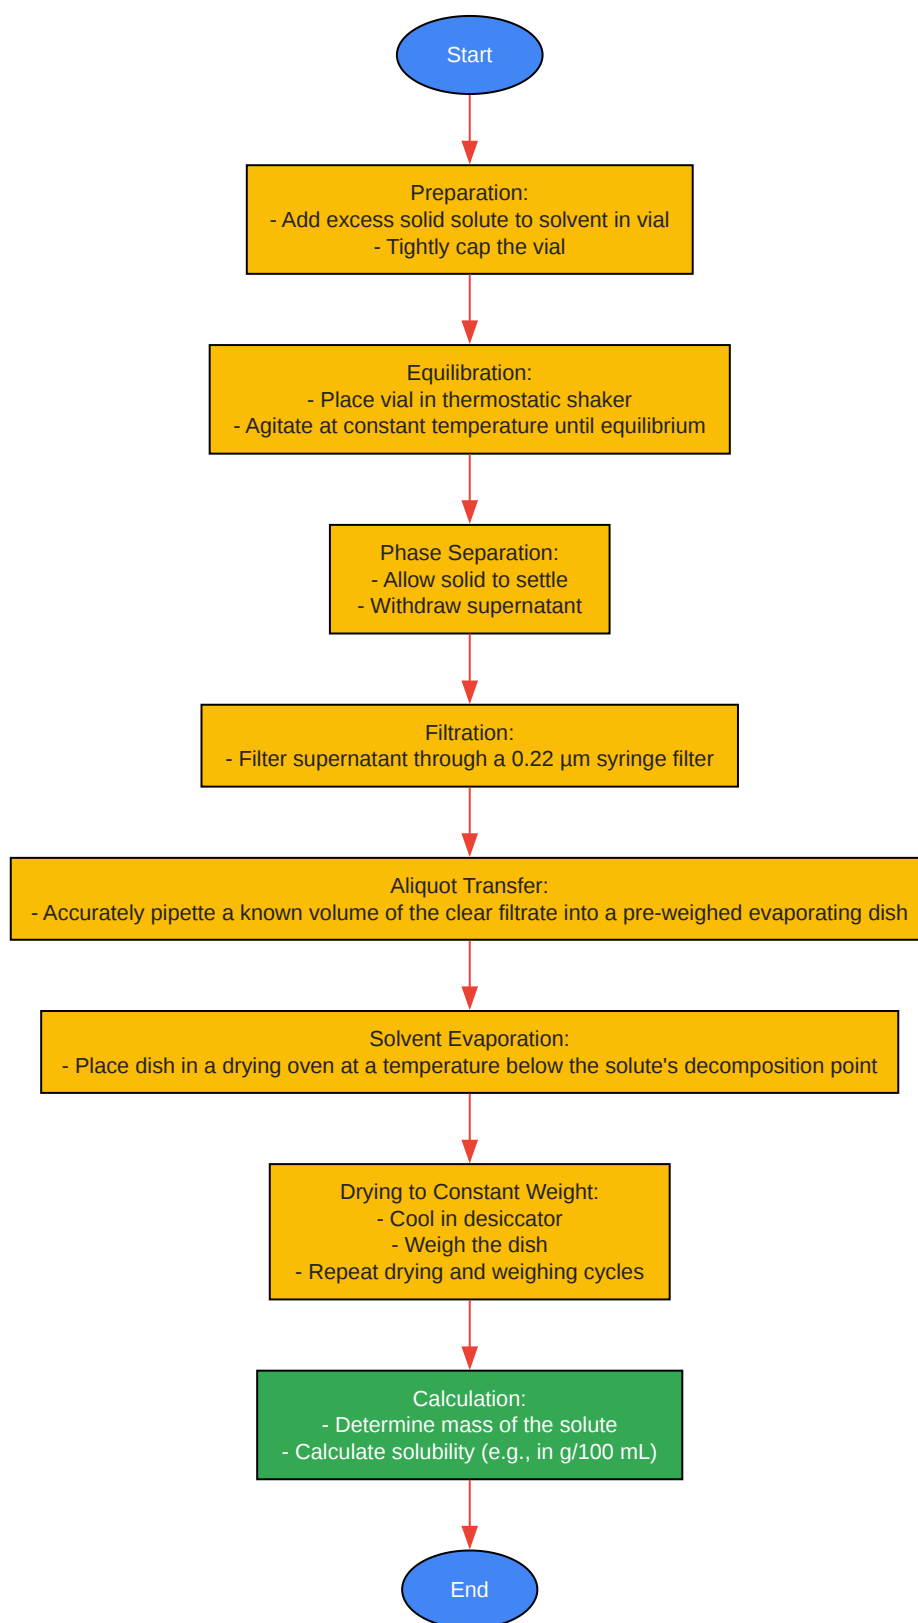 Start
Preparation:
- Add excess solid solute to solvent in vial
- Tightly cap the vial
Equilibration:
- Place vial in thermostatic shaker
- Agitate at constant temperature until equilibrium
Phase Separation:
- Allow solid to settle
- Withdraw supernatant
Filtration:
- Filter supernatant through a 0.22 µm syringe filter
Aliquot Transfer:
- Accurately pipette a known volume of the clear filtrate into a pre-weighed evaporating dish
Solvent Evaporation:
- Place dish in a drying oven at a temperature below the solute's decomposition point
Drying to Constant Weight:
- Cool in desiccator
- Weigh the dish
- Repeat drying and weighing cycles
Calculation:
- Determine mass of the solute
- Calculate solubility (e.g., in g/100 mL)
End